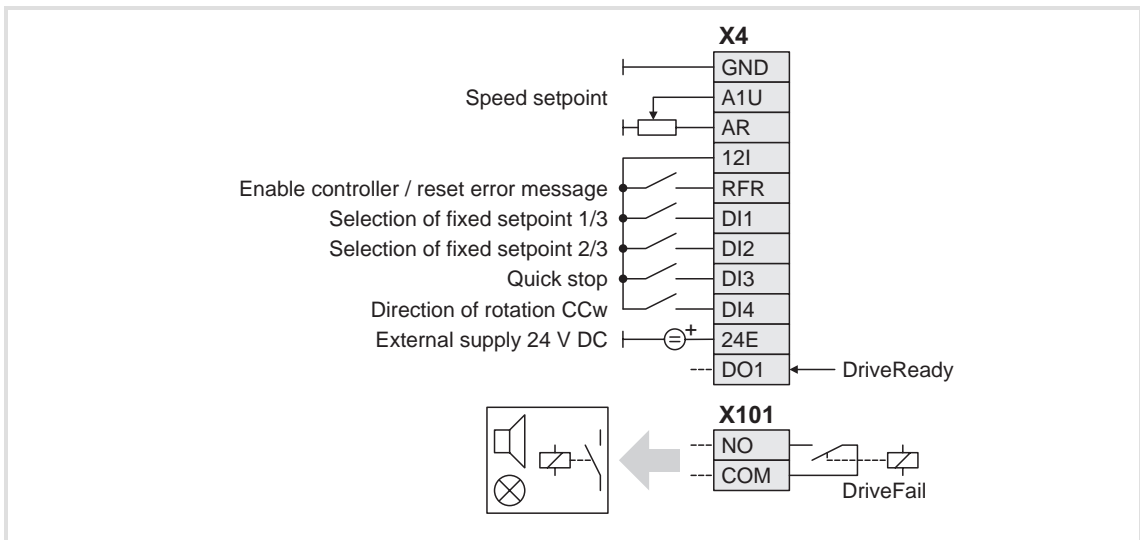 X4
GND
Speed setpoint A1U
AR
12I
Enable controller / reset error message RFR
Selection of fixed setpoint 1/3 DI1
Selection of fixed setpoint 2/3 DI2
Quick stop DI3
Direction of rotation CCw DI4
External supply 24 V DC + 24E
DO1 DriveReady
X101
NO
COM
DriveFail